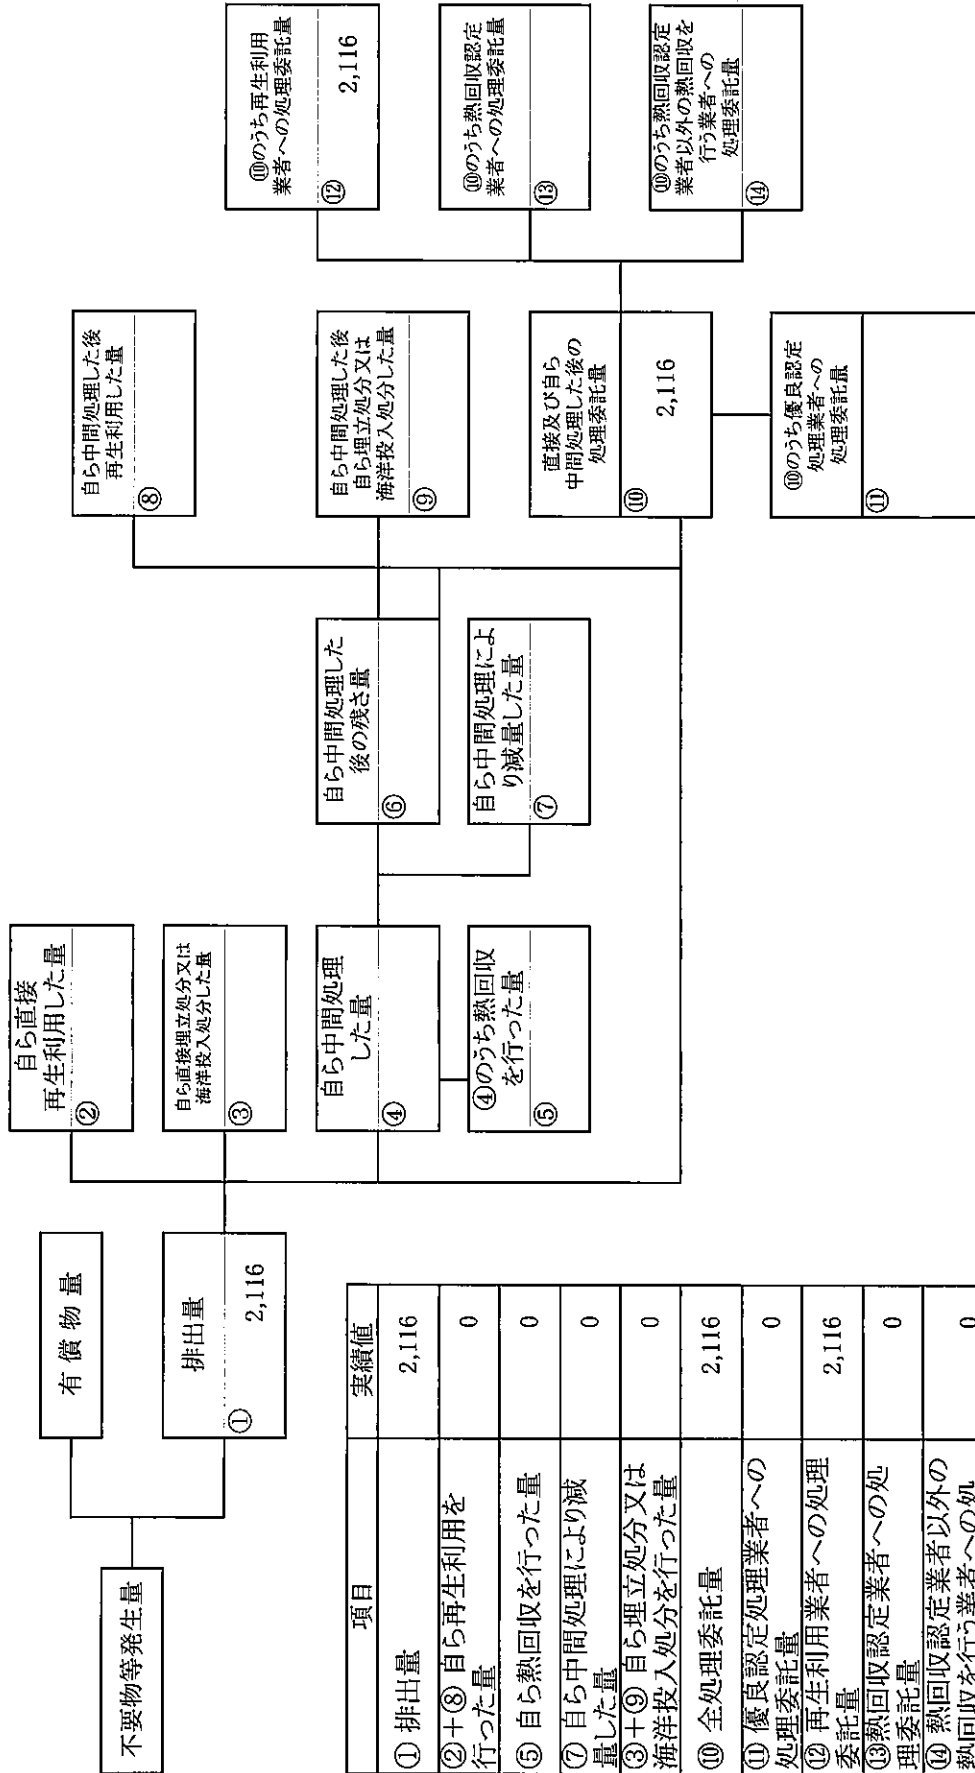 不要物等発生量
有償物量
排出量
①
2,116
自ら直接
再生利用した量
②
自ら直接埋立処分又は
海洋投入処分した量
③
自ら中間処理
した量
④
④のうち熱回収
を行った量
⑤
自ら中間処理した
後の残さ量
⑥
自ら中間処理によ
り減量した量
⑦
自ら中間処理した後
再生利用した量
⑧
自ら中間処理した後
自ら埋立処分又は
海洋投入処分した量
⑨
直接及び自ら
中間処理した後の
処理委託量
⑩
2,116
⑩のうち優良認定
処理業者への
処理委託量
⑪
⑩のうち再生利用
業者への処理委託量
⑫
2,116
⑩のうち熱回収認定
業者への処理委託量
⑬
⑩のうち熱回収認定
業者以外の熱回収を
行う業者への
処理委託量
⑭
項目 実績値
① 排出量 2,116
②+⑧ 自ら再生利用を
行った量 0
⑤ 自ら熱回収を行った量 0
⑦ 自ら中間処理により減
量した量 0
③+⑨ 自ら埋立処分又は
海洋投入処分を行った量 0
⑩ 全処理委託量 2,116
⑪ 優良認定処理業者への
処理委託量 0
⑫ 再生利用業者への処理
委託量 2,116
⑬熱回収認定業者への処
理委託量 0
⑭ 熱回収認定業者以外の
熱回収を行う業者への処 0